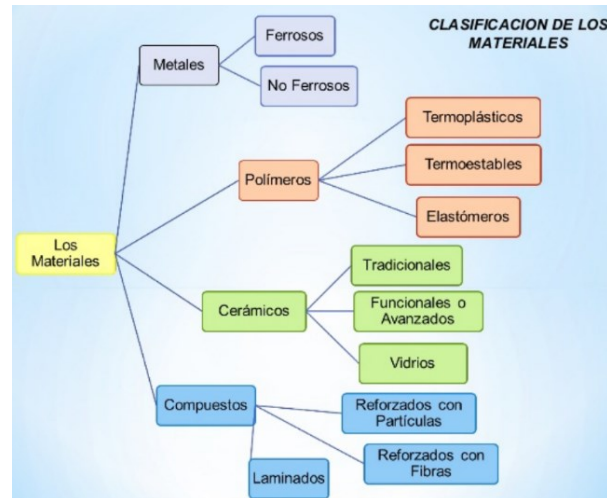 CLASIFICACION DE LOS
MATERIALES
Ferrosos
Metales
No Ferrosos
Termoplásticos
Polímeros
Termoestables
Elastómeros
Los
Materiales
Tradicionales
Cerámicos
Funcionales o
Avanzados
Vidrios
Compuestos
Reforzados con
Partículas
Reforzados con
Fibras
Laminados